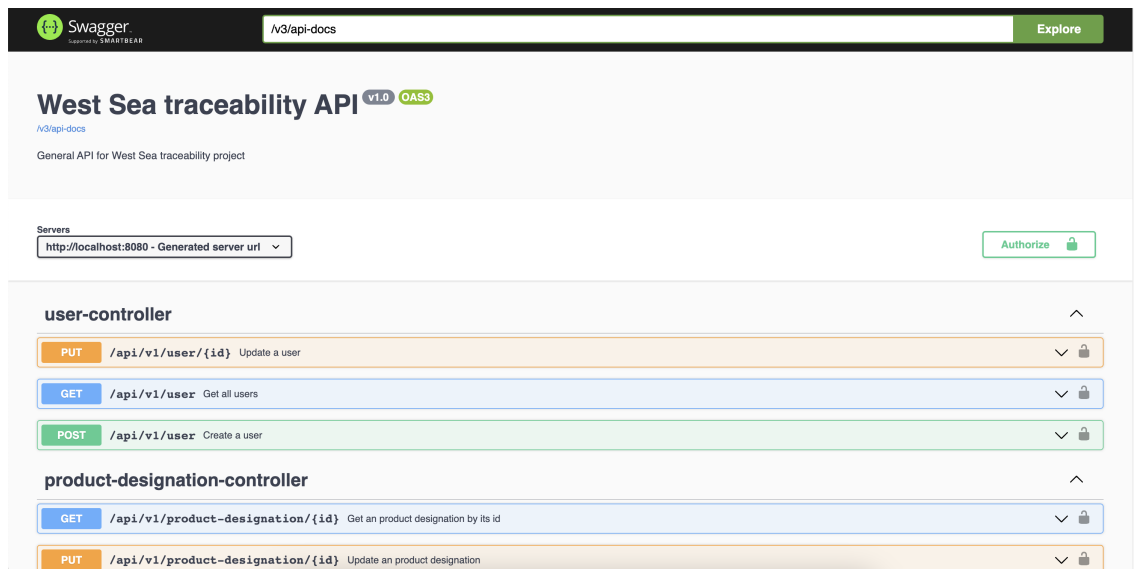 Swagger.
Supported by SMARTBEAR
/v3/api-docs
Explore
West Sea traceability API v1.0 OAS3
/v3/api-docs
General API for West Sea traceability project
Servers
http://localhost:8080 - Generated server url
Authorize
user-controller
PUT /api/v1/user/{id} Update a user
GET /api/v1/user Get all users
POST /api/v1/user Create a user
product-designation-controller
GET /api/v1/product-designation/{id} Get an product designation by its id
PUT /api/v1/product-designation/{id} Update an product designation